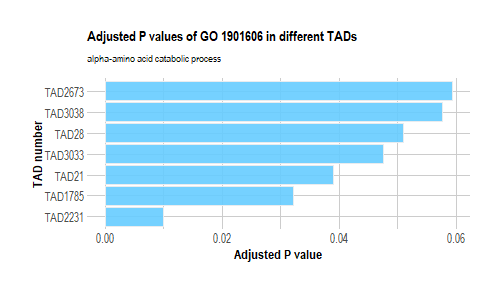 Adjusted P values of GO 1901606 in different TADs
alpha-amino acid catabolic process
TAD number
TAD2673
TAD3038
TAD28
TAD3033
TAD21
TAD1785
TAD2231
0.00 0.02 0.04 0.06
Adjusted P value